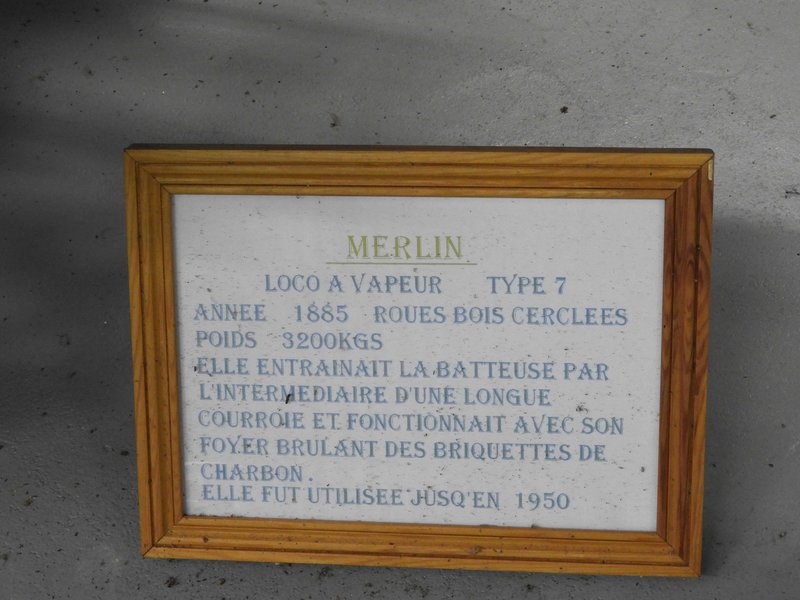 MERLIN
LOCO A VAPEUR TYPE 7
ANNEE 1885 ROUES BOIS CERCLEES
POIDS 3200KGS
ELLE ENTRAINAIT LA BATTEUSE PAR
L'INTERMEDIAIRE D'UNE LONGUE
COURROIE ET FONCTIONNAIT AVEC SON
FOYER BRULANT DES BRIQUETTES DE
CHARBON.
ELLE FUT UTILISEE JUSQ'EN 1950